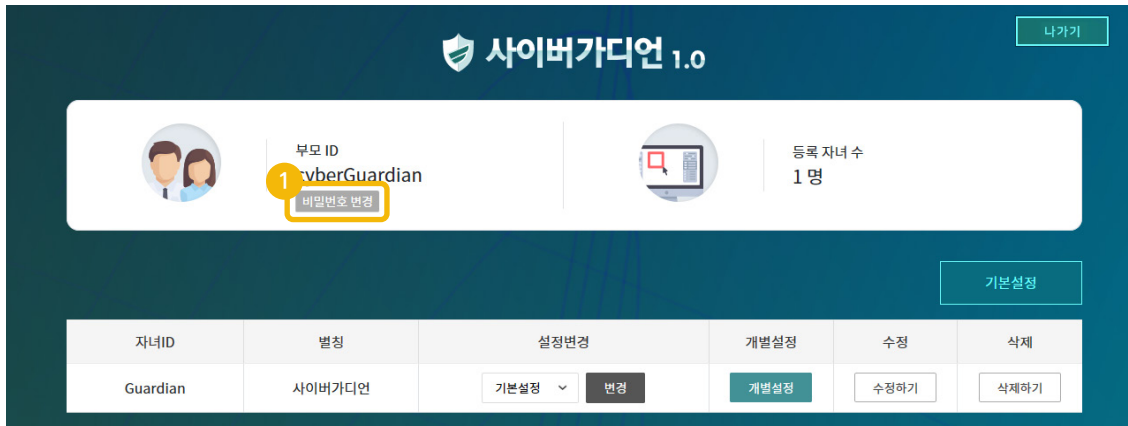 나가기
사이버가디언 1.0
부모 ID
cyberGuardian
1
비밀번호 변경
등록 자녀 수
1 명
기본설정
자녀ID 별칭 설정변경 개별설정 수정 삭제
Guardian 사이버가디언 기본설정 변경 개별설정 수정하기 삭제하기